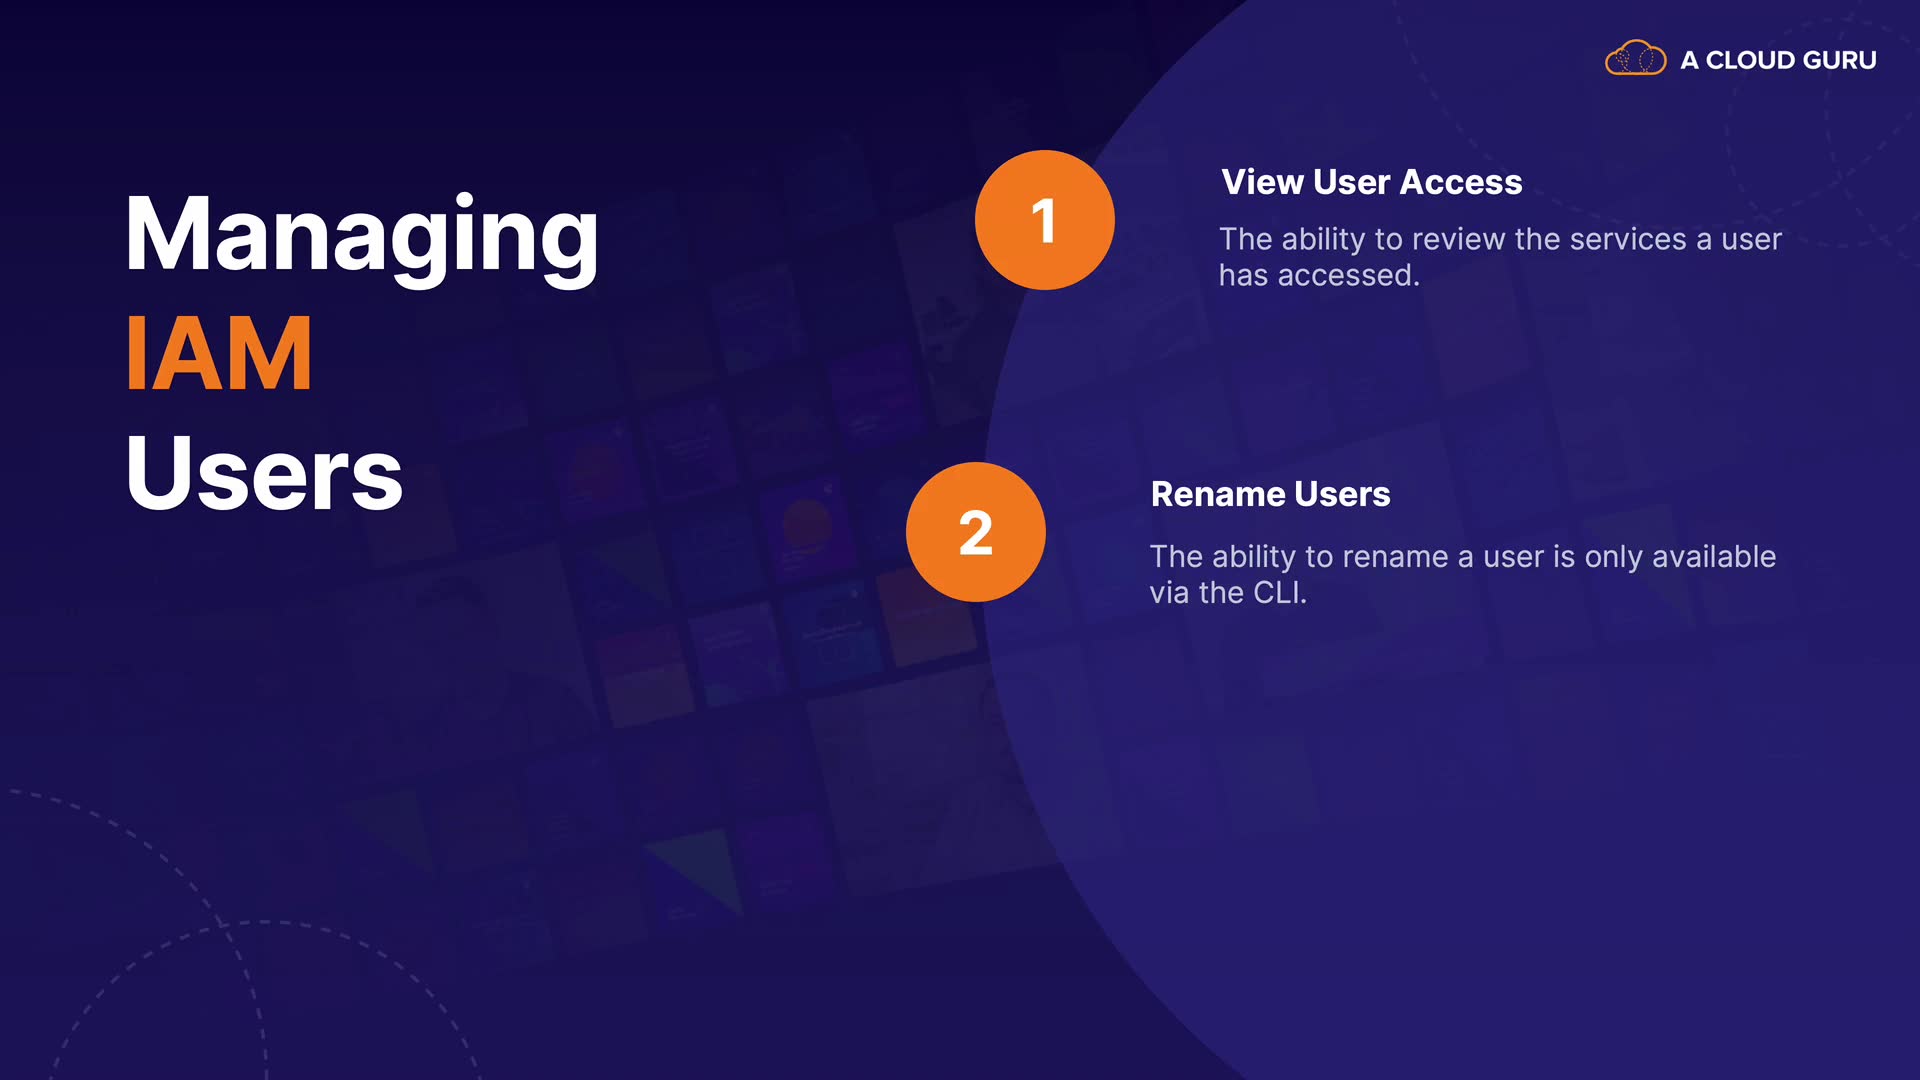 A CLOUD GURU
Managing
IAM
Users
1
View User Access
The ability to review the services a user
has accessed.
2
Rename Users
The ability to rename a user is only available
via the CLI.